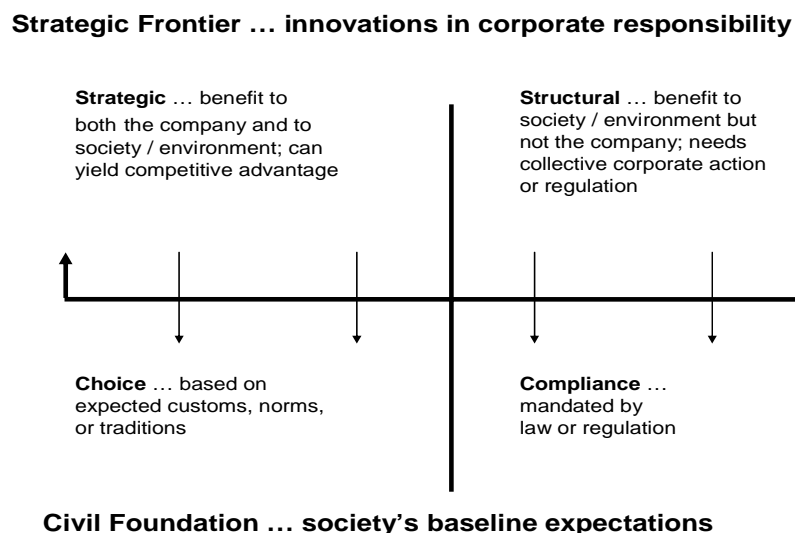 Strategic Frontier … innovations in corporate responsibility
Strategic … benefit to
both the company and to
society / environment; can
yield competitive advantage
Structural … benefit to
society / environment but
not the company; needs
collective corporate action
or regulation
Choice … based on
expected customs, norms,
or traditions
Compliance …
mandated by
law or regulation
Civil Foundation … society’s baseline expectations